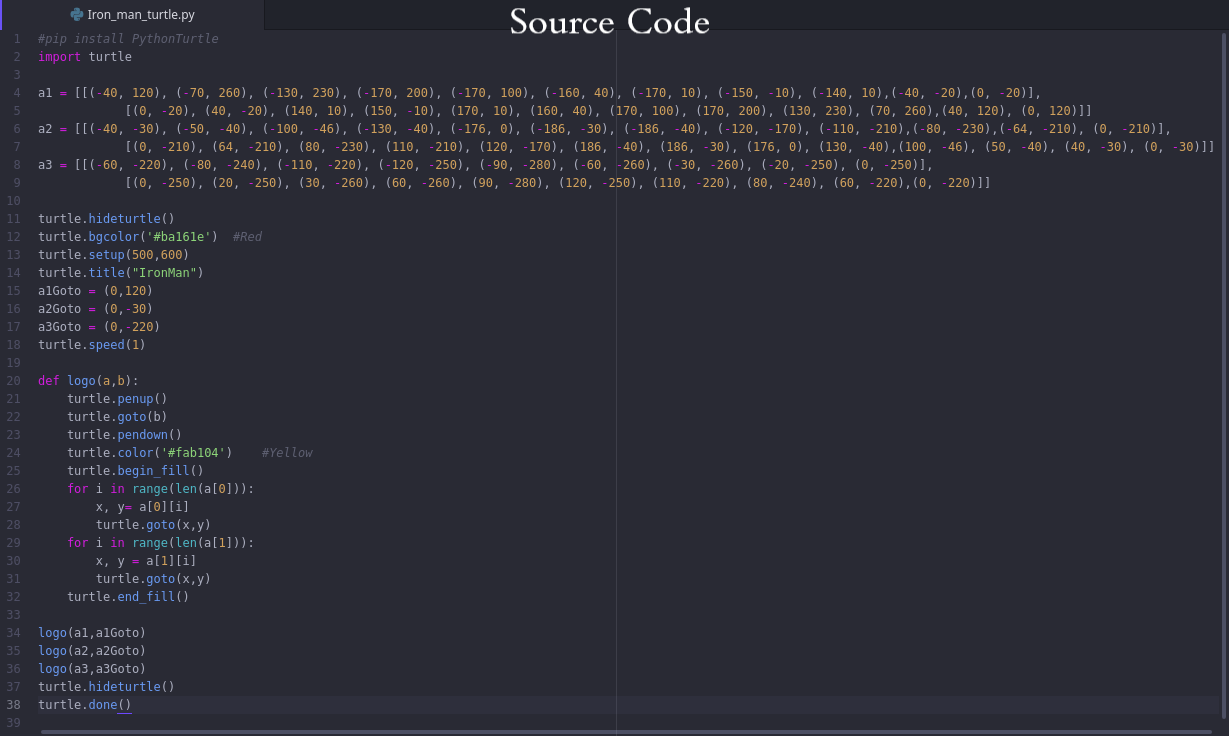 Iron_man_turtle.py
Source Code
1 #pip install PythonTurtle
2 import turtle
3
4 a1 = [[(-40, 120), (-70, 260), (-130, 230), (-170, 200), (-170, 100), (-160, 40), (-170, 10), (-150, -10), (-140, 10),(-40, -20),(0, -20)],
5             [(0, -20), (40, -20), (140, 10), (150, -10), (170, 10), (160, 40), (170, 100), (170, 200), (130, 230), (70, 260),(40, 120), (0, 120)]]
6 a2 = [[(-40, -30), (-50, -40), (-100, -46), (-130, -40), (-176, 0), (-186, -30), (-186, -40), (-120, -170), (-110, -210),(-80, -230),(-64, -210), (0, -210)],
7             [(0, -210), (64, -210), (80, -230), (110, -210), (120, -170), (186, -40), (186, -30), (176, 0), (130, -40),(100, -46), (50, -40), (40, -30), (0, -30)]]
8 a3 = [[(-60, -220), (-80, -240), (-110, -220), (-120, -250), (-90, -280), (-60, -260), (-30, -260), (-20, -250), (0, -250)],
9             [(0, -250), (20, -250), (30, -260), (60, -260), (90, -280), (120, -250), (110, -220), (80, -240), (60, -220),(0, -220)]]
10
11 turtle.hideturtle()
12 turtle.bgcolor('#ba161e')  #Red
13 turtle.setup(500,600)
14 turtle.title("IronMan")
15 a1Goto = (0,120)
16 a2Goto = (0,-30)
17 a3Goto = (0,-220)
18 turtle.speed(1)
19
20 def logo(a,b):
21     turtle.penup()
22     turtle.goto(b)
23     turtle.pendown()
24     turtle.color('#fab104')    #Yellow
25     turtle.begin_fill()
26     for i in range(len(a[0])):
27         x, y= a[0][i]
28         turtle.goto(x,y)
29     for i in range(len(a[1])):
30         x, y = a[1][i]
31         turtle.goto(x,y)
32     turtle.end_fill()
33
34 logo(a1,a1Goto)
35 logo(a2,a2Goto)
36 logo(a3,a3Goto)
37 turtle.hideturtle()
38 turtle.done()
39